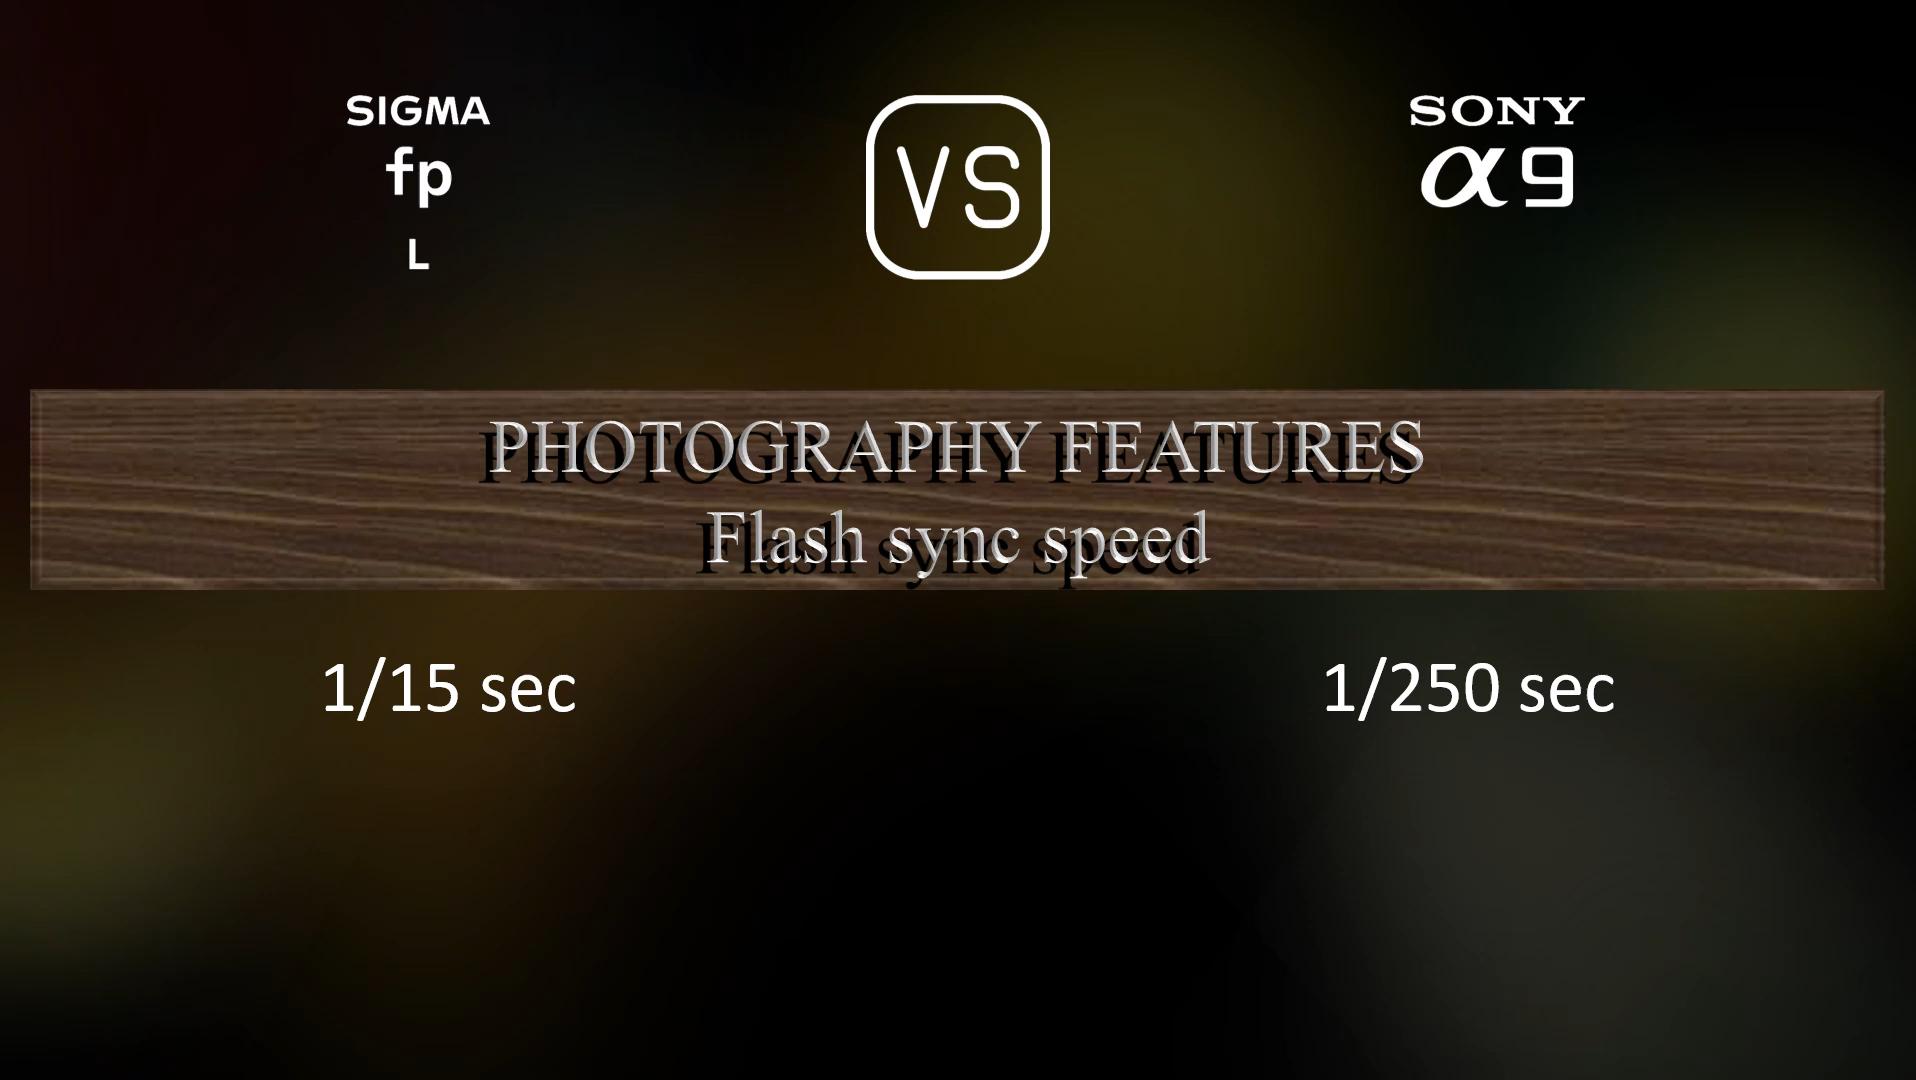 SIGMA
fp
L
VS
SONY
α9
PHOTOGRAPHY FEATURES
Flash sync speed
1/15 sec
1/250 sec